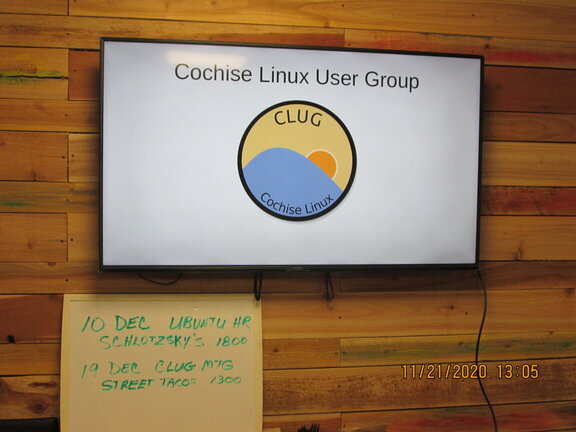 Cochise Linux User Group
CLUG
Cochise Linux
10 DEC UBUNTU HR
SCHLOTZSKY'S 1800
19 DEC CLUG MTG
STREET TACOS 1300
11/21/2020 13:05